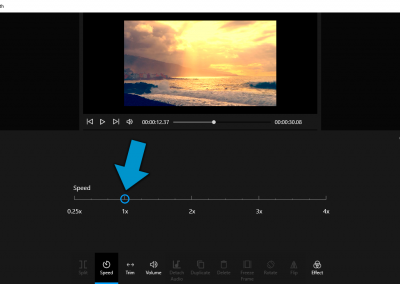 00:00:12.37 00:00:30.08
Speed
0.25x 1x 2x 3x 4x
Split Speed Trim Volume Detach Audio Duplicate Delete Freeze Frame Rotate Flip Effect